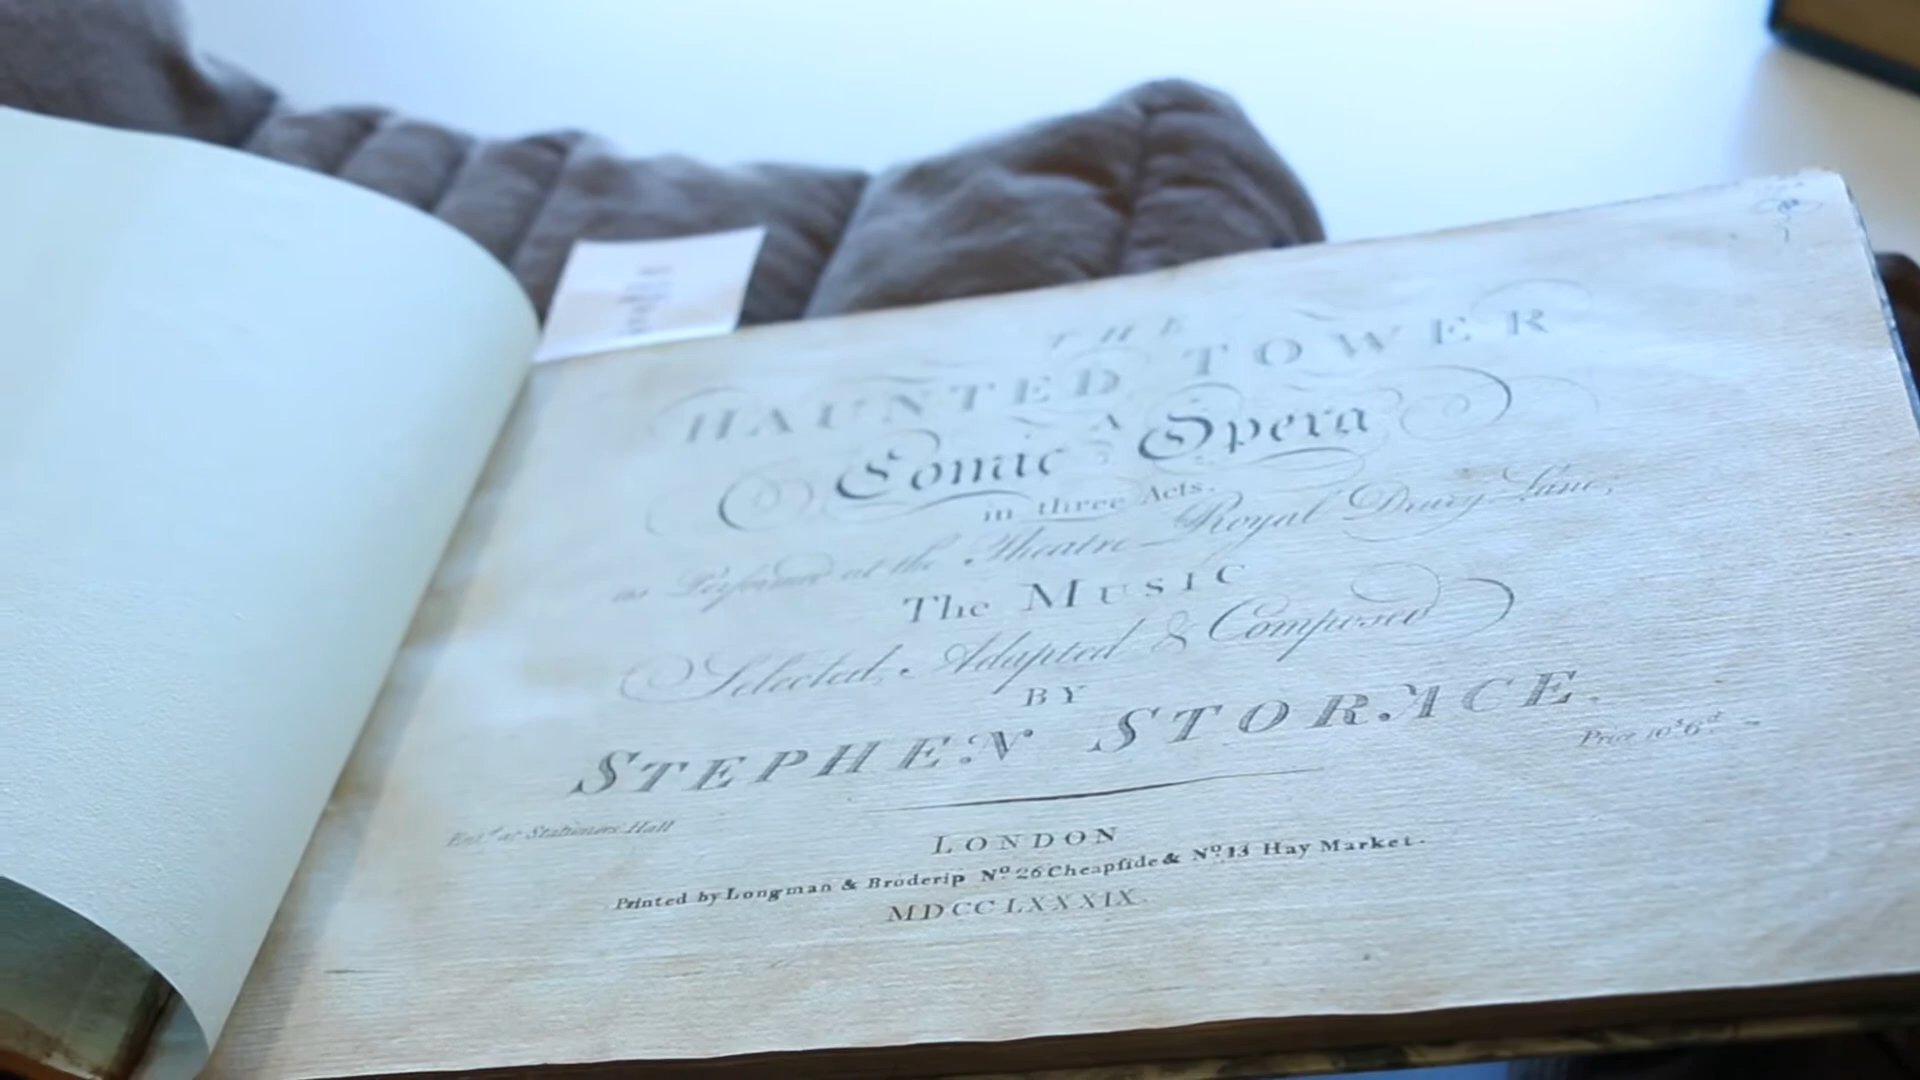 THE
HAUNTED TOWER
A
Comic Opera
in three Acts.
as Perform'd at the Theatre Royal Drury Lane,
The MUSIC
Selected, Adapted & Composed
BY
STEPHEN STORACE.
Price 10s 6d
Ent.d at Stationers Hall
LONDON
Printed by Longman & Broderip No. 26 Cheapſide & No. 13 Hay Market.
MDCCLXXXIX.